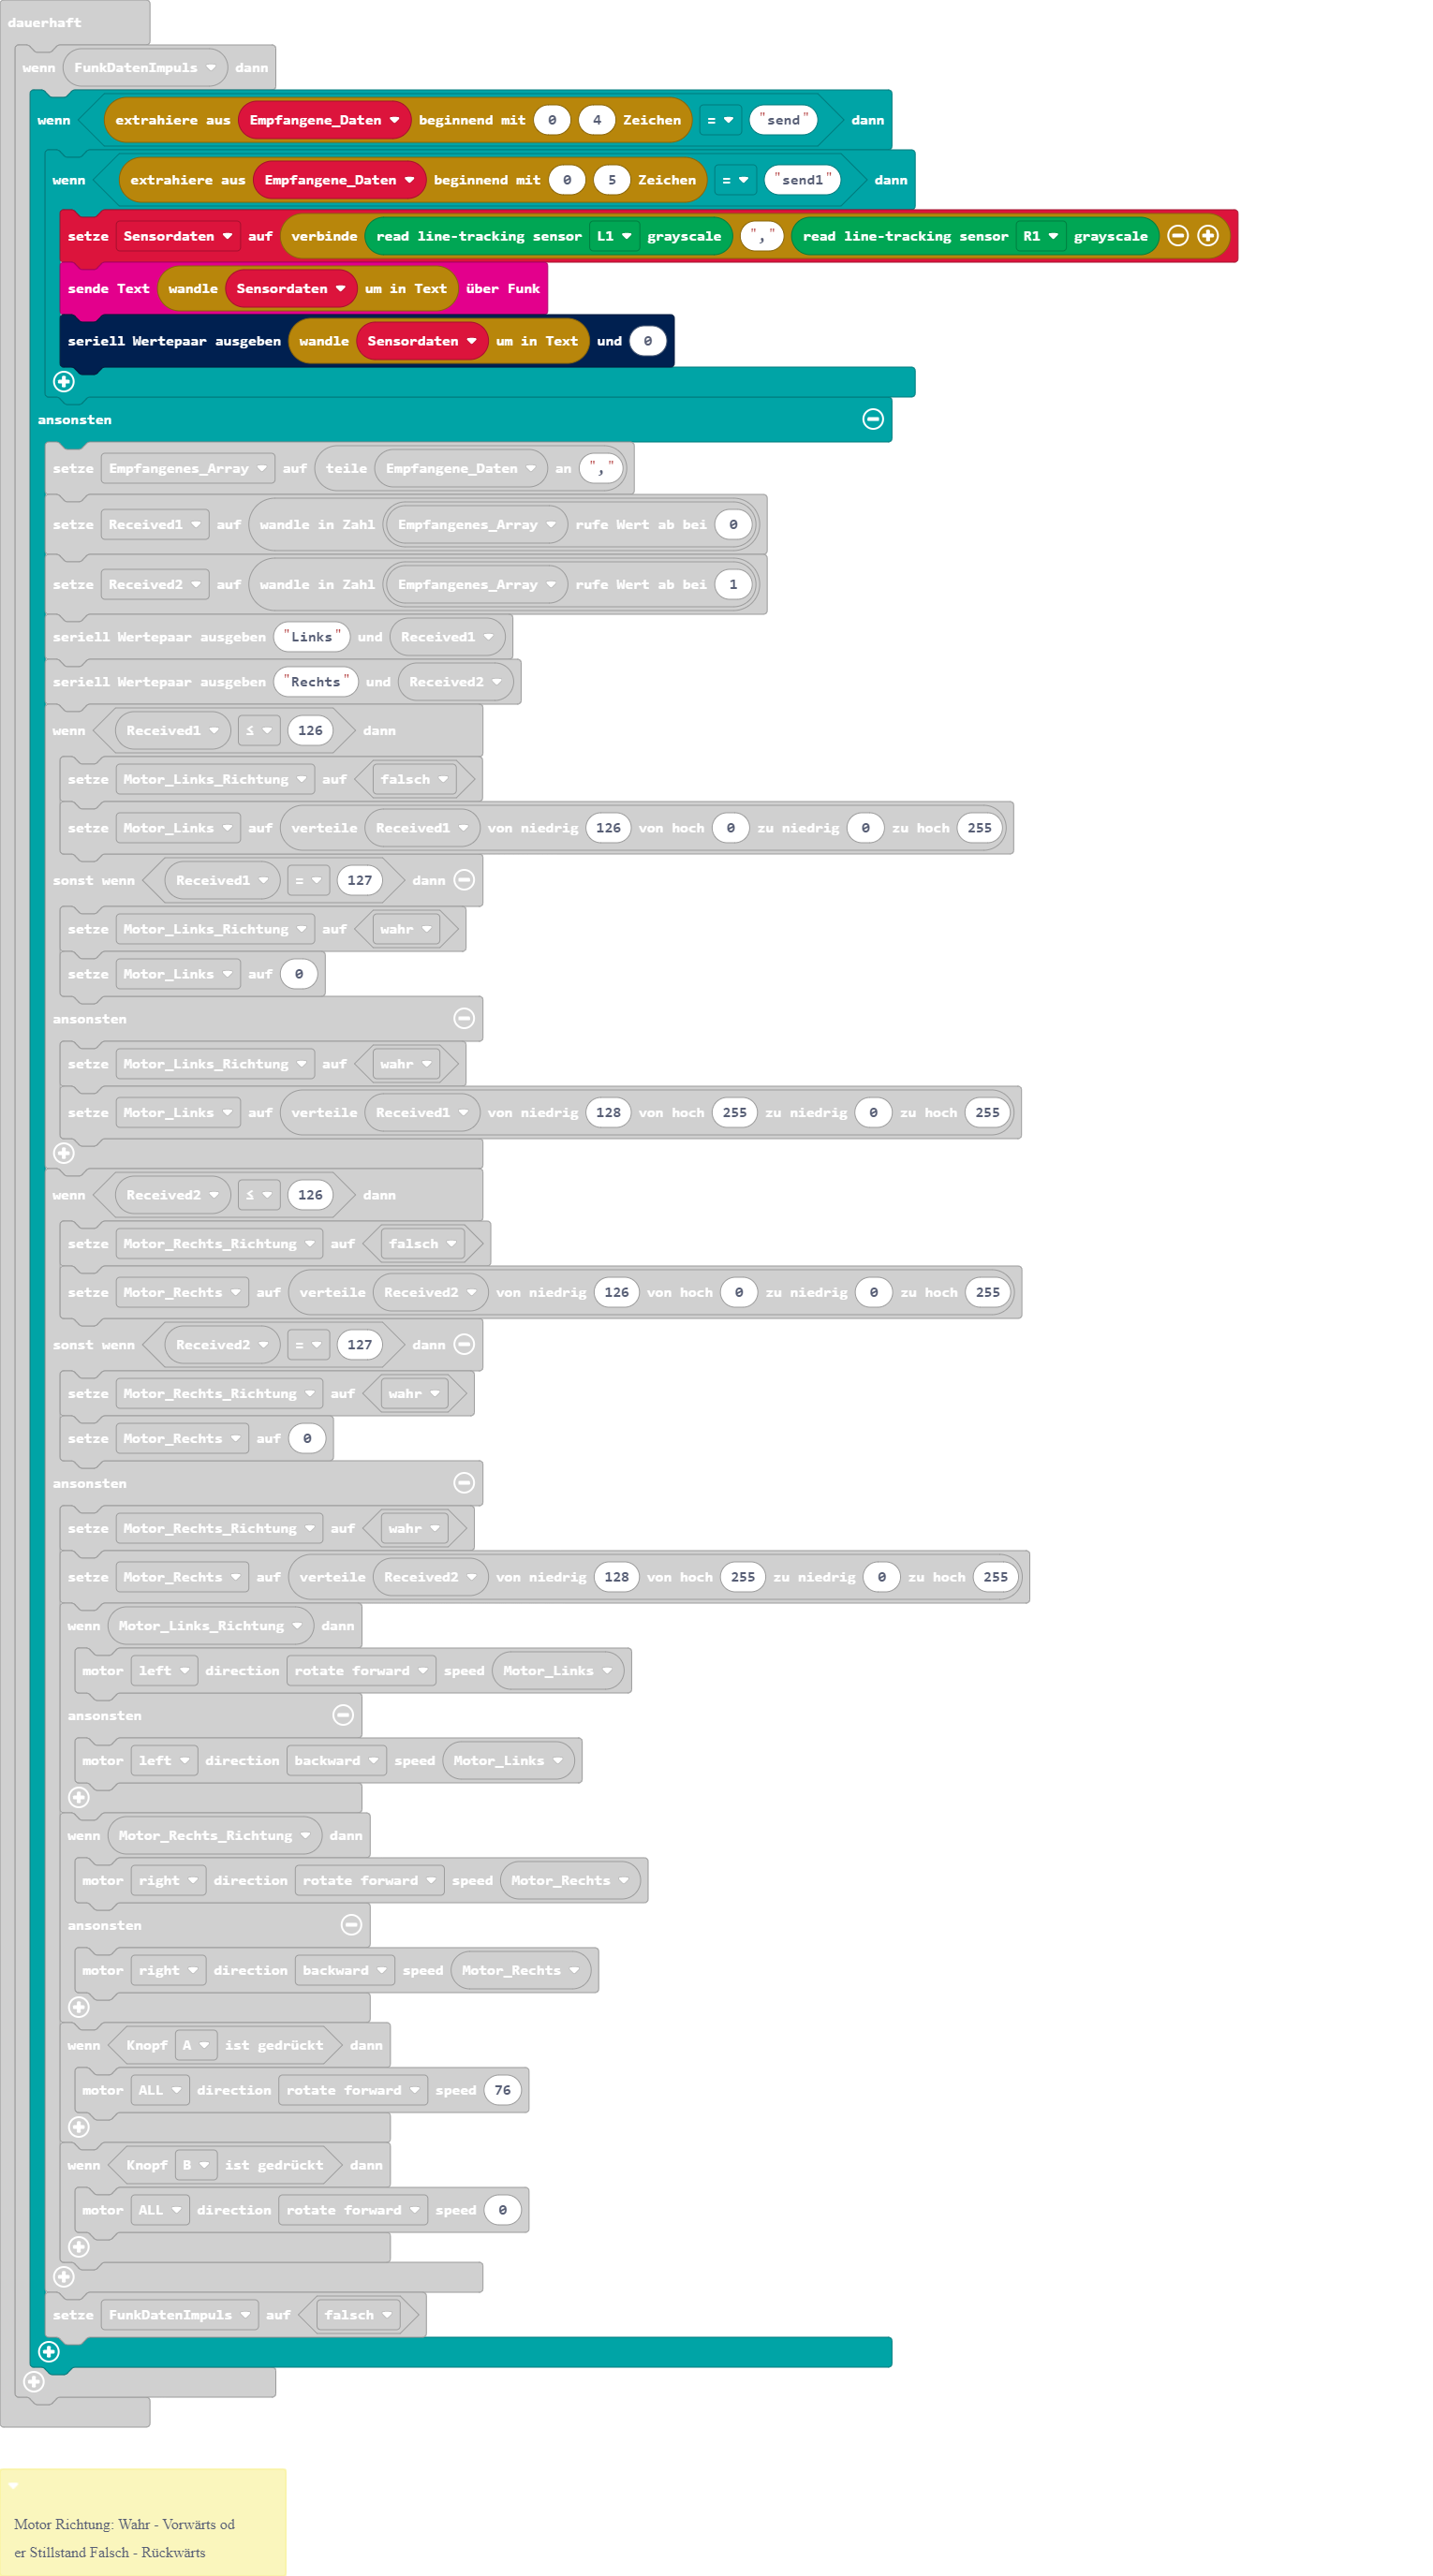 dauerhaft
wenn FunkDatenImpuls dann
wenn extrahiere aus Empfangene_Daten beginnend mit 0 4 Zeichen = "send" dann
wenn extrahiere aus Empfangene_Daten beginnend mit 0 5 Zeichen = "send1" dann
setze Sensordaten auf verbinde read line-tracking sensor L1 grayscale "," read line-tracking sensor R1 grayscale
sende Text wandle Sensordaten um in Text über Funk
seriell Wertepaar ausgeben wandle Sensordaten um in Text und 0
ansonsten
setze Empfangenes_Array auf teile Empfangene_Daten an ","
setze Received1 auf wandle in Zahl Empfangenes_Array rufe Wert ab bei 0
setze Received2 auf wandle in Zahl Empfangenes_Array rufe Wert ab bei 1
seriell Wertepaar ausgeben "Links" und Received1
seriell Wertepaar ausgeben "Rechts" und Received2
wenn Received1 ≤ 126 dann
setze Motor_Links_Richtung auf falsch
setze Motor_Links auf verteile Received1 von niedrig 126 von hoch 0 zu niedrig 0 zu hoch 255
sonst wenn Received1 = 127 dann
setze Motor_Links_Richtung auf wahr
setze Motor_Links auf 0
ansonsten
setze Motor_Links_Richtung auf wahr
setze Motor_Links auf verteile Received1 von niedrig 128 von hoch 255 zu niedrig 0 zu hoch 255
wenn Received2 ≤ 126 dann
setze Motor_Rechts_Richtung auf falsch
setze Motor_Rechts auf verteile Received2 von niedrig 126 von hoch 0 zu niedrig 0 zu hoch 255
sonst wenn Received2 = 127 dann
setze Motor_Rechts_Richtung auf wahr
setze Motor_Rechts auf 0
ansonsten
setze Motor_Rechts_Richtung auf wahr
setze Motor_Rechts auf verteile Received2 von niedrig 128 von hoch 255 zu niedrig 0 zu hoch 255
wenn Motor_Links_Richtung dann
motor left direction rotate forward speed Motor_Links
ansonsten
motor left direction backward speed Motor_Links
wenn Motor_Rechts_Richtung dann
motor right direction rotate forward speed Motor_Rechts
ansonsten
motor right direction backward speed Motor_Rechts
wenn Knopf A ist gedrückt dann
motor ALL direction rotate forward speed 76
wenn Knopf B ist gedrückt dann
motor ALL direction rotate forward speed 0
setze FunkDatenImpuls auf falsch
Motor Richtung: Wahr - Vorwärts od
er Stillstand Falsch - Rückwärts